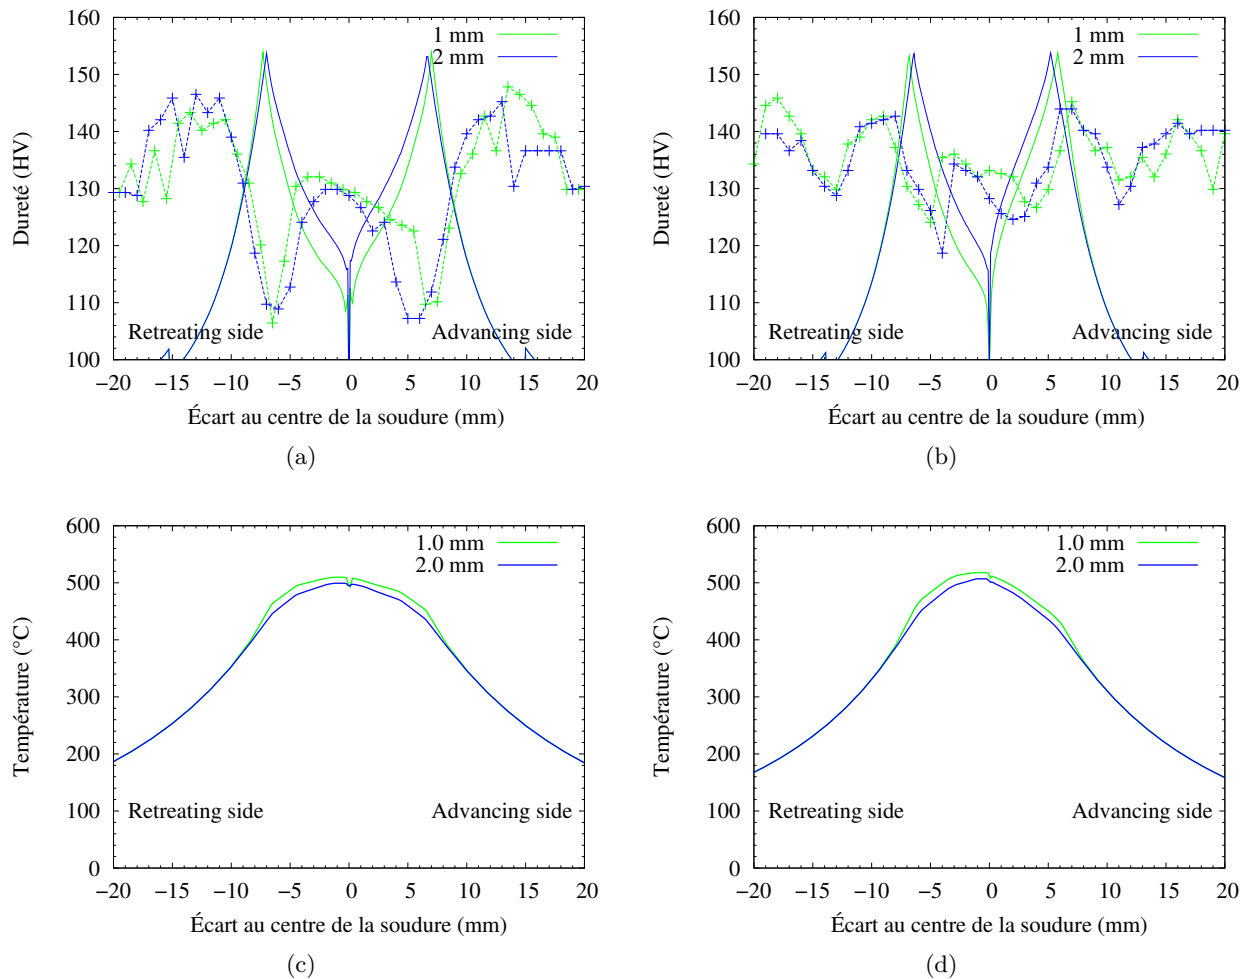 160
150
140
130
120
110
100
Dureté (HV)
1 mm
2 mm
Retreating side
Advancing side
−20 −15 −10 −5 0 5 10 15 20
Écart au centre de la soudure (mm)
(a)
160
150
140
130
120
110
100
Dureté (HV)
1 mm
2 mm
Retreating side
Advancing side
−20 −15 −10 −5 0 5 10 15 20
Écart au centre de la soudure (mm)
(b)
600
500
400
300
200
100
0
Température (°C)
1.0 mm
2.0 mm
Retreating side
Advancing side
−20 −15 −10 −5 0 5 10 15 20
Écart au centre de la soudure (mm)
(c)
600
500
400
300
200
100
0
Température (°C)
1.0 mm
2.0 mm
Retreating side
Advancing side
−20 −15 −10 −5 0 5 10 15 20
Écart au centre de la soudure (mm)
(d)